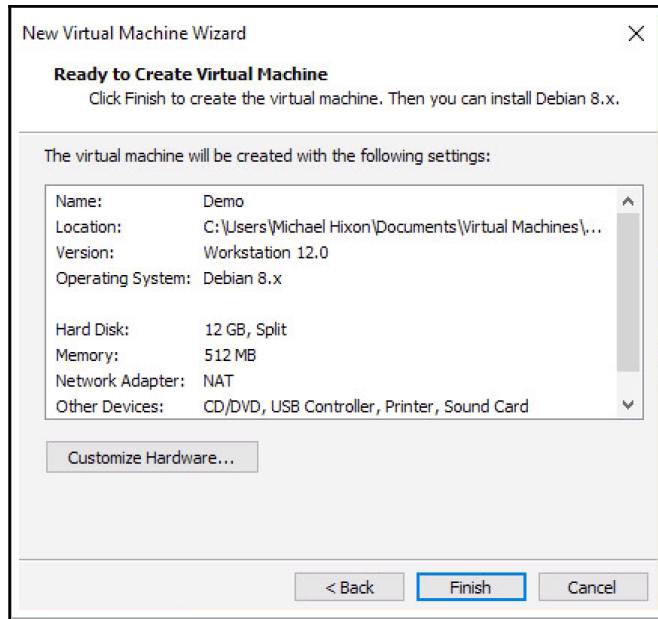 New Virtual Machine Wizard
Ready to Create Virtual Machine
Click Finish to create the virtual machine. Then you can install Debian 8.x.
The virtual machine will be created with the following settings:
Name: Demo
Location: C:\Users\Michael Hixon\Documents\Virtual Machines\...
Version: Workstation 12.0
Operating System: Debian 8.x
Hard Disk: 12 GB, Split
Memory: 512 MB
Network Adapter: NAT
Other Devices: CD/DVD, USB Controller, Printer, Sound Card
Customize Hardware...
< Back Finish Cancel